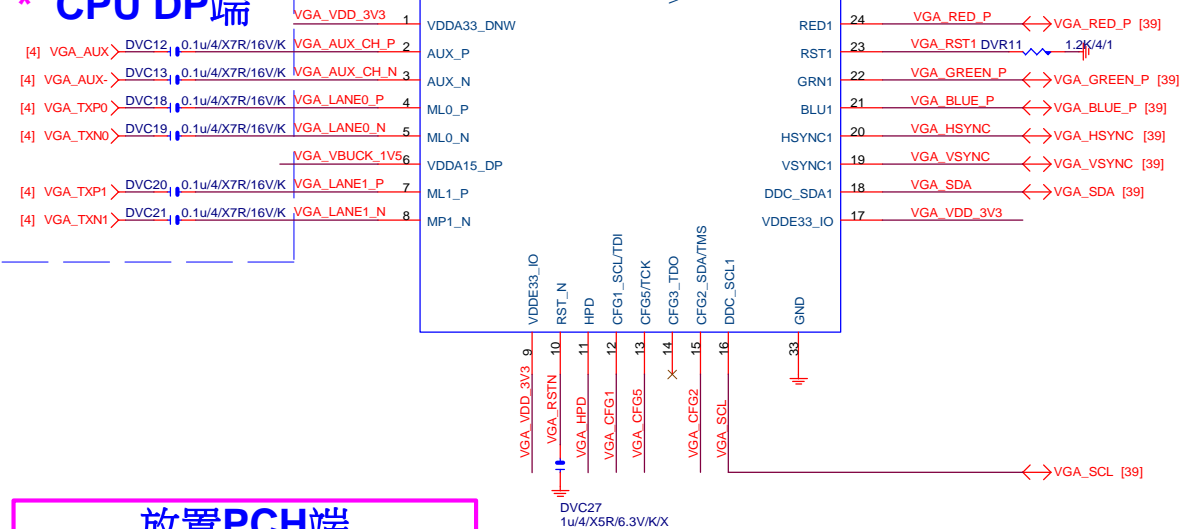 * CPU DP端
VGA_VDD_3V3 1 VDDA33_DNW
[4] VGA_AUX DVC12 0.1u/4/X7R/16V/K VGA_AUX_CH_P 2 AUX_P
[4] VGA_AUX- DVC13 0.1u/4/X7R/16V/K VGA_AUX_CH_N 3 AUX_N
[4] VGA_TXP0 DVC18 0.1u/4/X7R/16V/K VGA_LANE0_P 4 ML0_P
[4] VGA_TXN0 DVC19 0.1u/4/X7R/16V/K VGA_LANE0_N 5 ML0_N
VGA_VBUCK_1V5 6 VDDA15_DP
[4] VGA_TXP1 DVC20 0.1u/4/X7R/16V/K VGA_LANE1_P 7 ML1_P
[4] VGA_TXN1 DVC21 0.1u/4/X7R/16V/K VGA_LANE1_N 8 MP1_N
RED1 24 VGA_RED_P VGA_RED_P [39]
RST1 23 VGA_RST1 DVR11 1.2K/4/1
GRN1 22 VGA_GREEN_P VGA_GREEN_P [39]
BLU1 21 VGA_BLUE_P VGA_BLUE_P [39]
HSYNC1 20 VGA_HSYNC VGA_HSYNC [39]
VSYNC1 19 VGA_VSYNC VGA_VSYNC [39]
DDC_SDA1 18 VGA_SDA VGA_SDA [39]
VDDE33_IO 17 VGA_VDD_3V3
VDDE33_IO 9 VGA_VDD_3V3
RST_N 10 VGA_RSTN
HPD 11 VGA_HPD
CFG1_SCL/TDI 12 VGA_CFG1
CFG5/TCK 13 VGA_CFG5
CFG3_TDO 14
CFG2_SDA/TMS 15 VGA_CFG2
DDC_SCL1 16 VGA_SCL
GND 33
VGA_SCL [39]
DVC27
1u/4/X5R/6.3V/K/X
放置PCH端